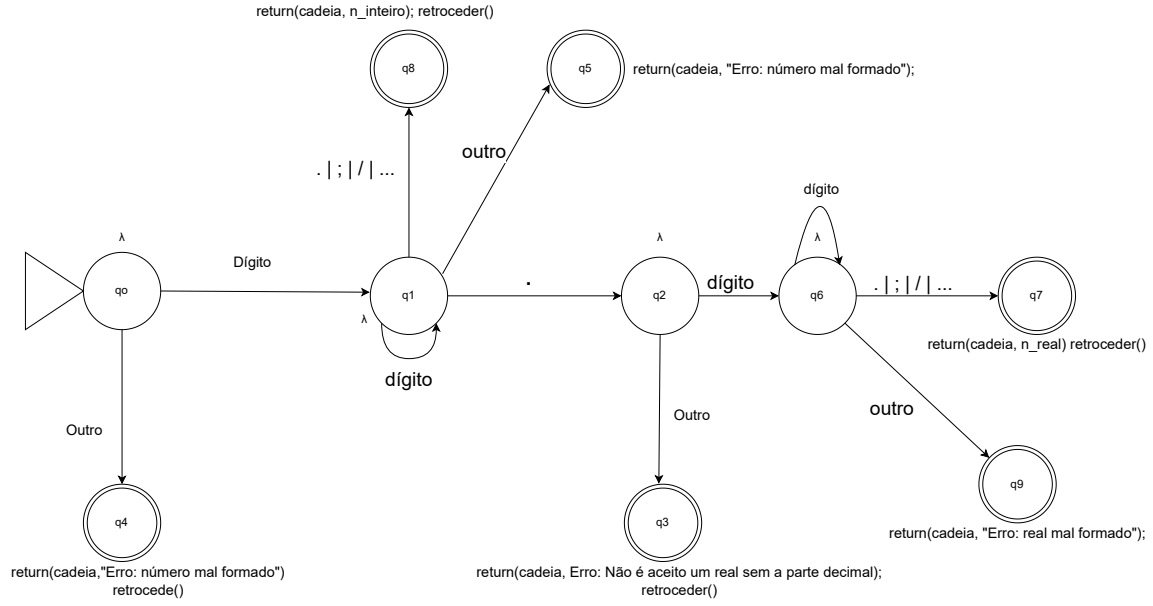 return(cadeia, n_inteiro); retroceder()
q8
q5
return(cadeia, "Erro: número mal formado");
outro
. | ; | / | ...
dígito
λ
λ
λ
qo
Dígito
q1
.
q2
dígito
q6
. | ; | / | ...
q7
λ
dígito
return(cadeia, n_real) retroceder()
Outro
Outro
outro
q4
q3
q9
return(cadeia, "Erro: real mal formado");
return(cadeia,"Erro: número mal formado")
retrocede()
return(cadeia, Erro: Não é aceito um real sem a parte decimal);
retroceder()